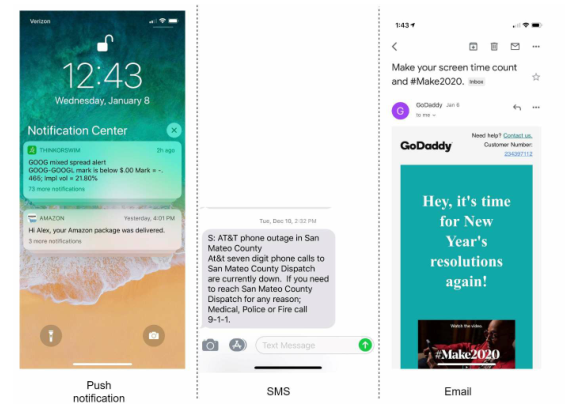 Verizon
12:43
Wednesday, January 8
Notification Center
THINKORSWIM
2h ago
GOOG mixed spread alert
GOOG-GOOGL mark is below $.00 Mark = -.
465; Impl vol = 21.80%
73 more notifications
AMAZON
Yesterday, 4:01 PM
Hi Alex, your Amazon package was delivered.
3 more notifications
Push
notification
Tue, Dec 10, 2:02 PM
S: AT&T phone outage in San
Mateo County
At&t seven digit phone calls to
San Mateo County Dispatch
are currently down. If you need
to reach San Mateo County
Dispatch for any reason;
Medical, Police or Fire call
9-1-1.
Text Message
SMS
1:43
Make your screen time count
and #Make2020. Inbox
G
GoDaddy Jan 6
to me
Need help? Contact us.
GoDaddy
Customer Number:
234097112
Hey, it's time
for New
Year's
resolutions
again!
Watch the video.
#Make2020
Email